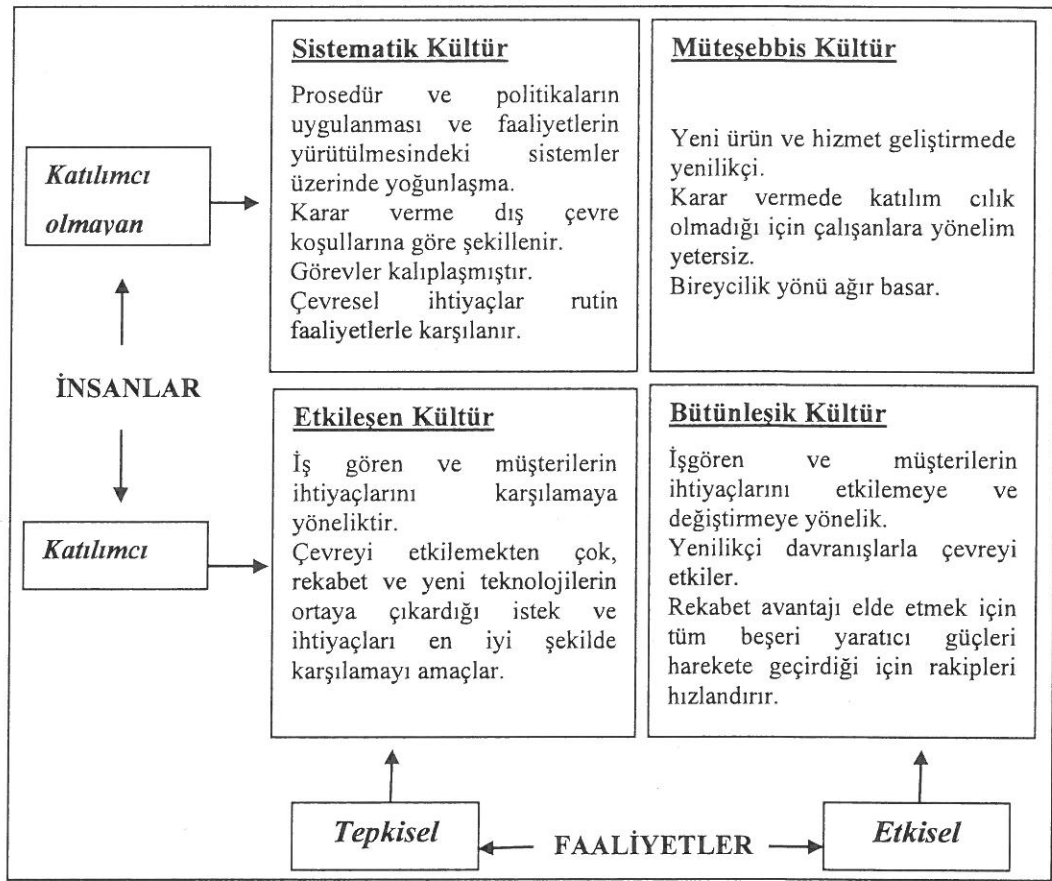 Sistematik Kültür
Prosedür ve politikaların
uygulanması ve faaliyetlerin
yürütülmesindeki sistemler
üzerinde yoğunlaşma.
Karar verme dış çevre
koşullarına göre şekillenir.
Görevler kalıplaşmıştır.
Çevresel ihtiyaçlar rutin
faaliyetlerle karşılanır.
Müteşebbis Kültür
Yeni ürün ve hizmet geliştirmede
yenilikçi.
Karar vermede katılım cılık
olmadığı için çalışanlara yönelim
yetersiz.
Bireycilik yönü ağır basar.
Katılımcı
olmayan
İNSANLAR
Katılımcı
Etkileşen Kültür
İş gören ve müşterilerin
ihtiyaçlarını karşılamaya
yöneliktir.
Çevreyi etkilemekten çok,
rekabet ve yeni teknolojilerin
ortaya çıkardığı istek ve
ihtiyaçları en iyi şekilde
karşılamayı amaçlar.
Bütünleşik Kültür
İşgören ve müşterilerin
ihtiyaçlarını etkilemeye ve
değiştirmeye yönelik.
Yenilikçi davranışlarla çevreyi
etkiler.
Rekabet avantajı elde etmek için
tüm beşeri yaratıcı güçleri
harekete geçirdiği için rakipleri
hızlandırır.
Tepkisel
FAALİYETLER
Etkisel